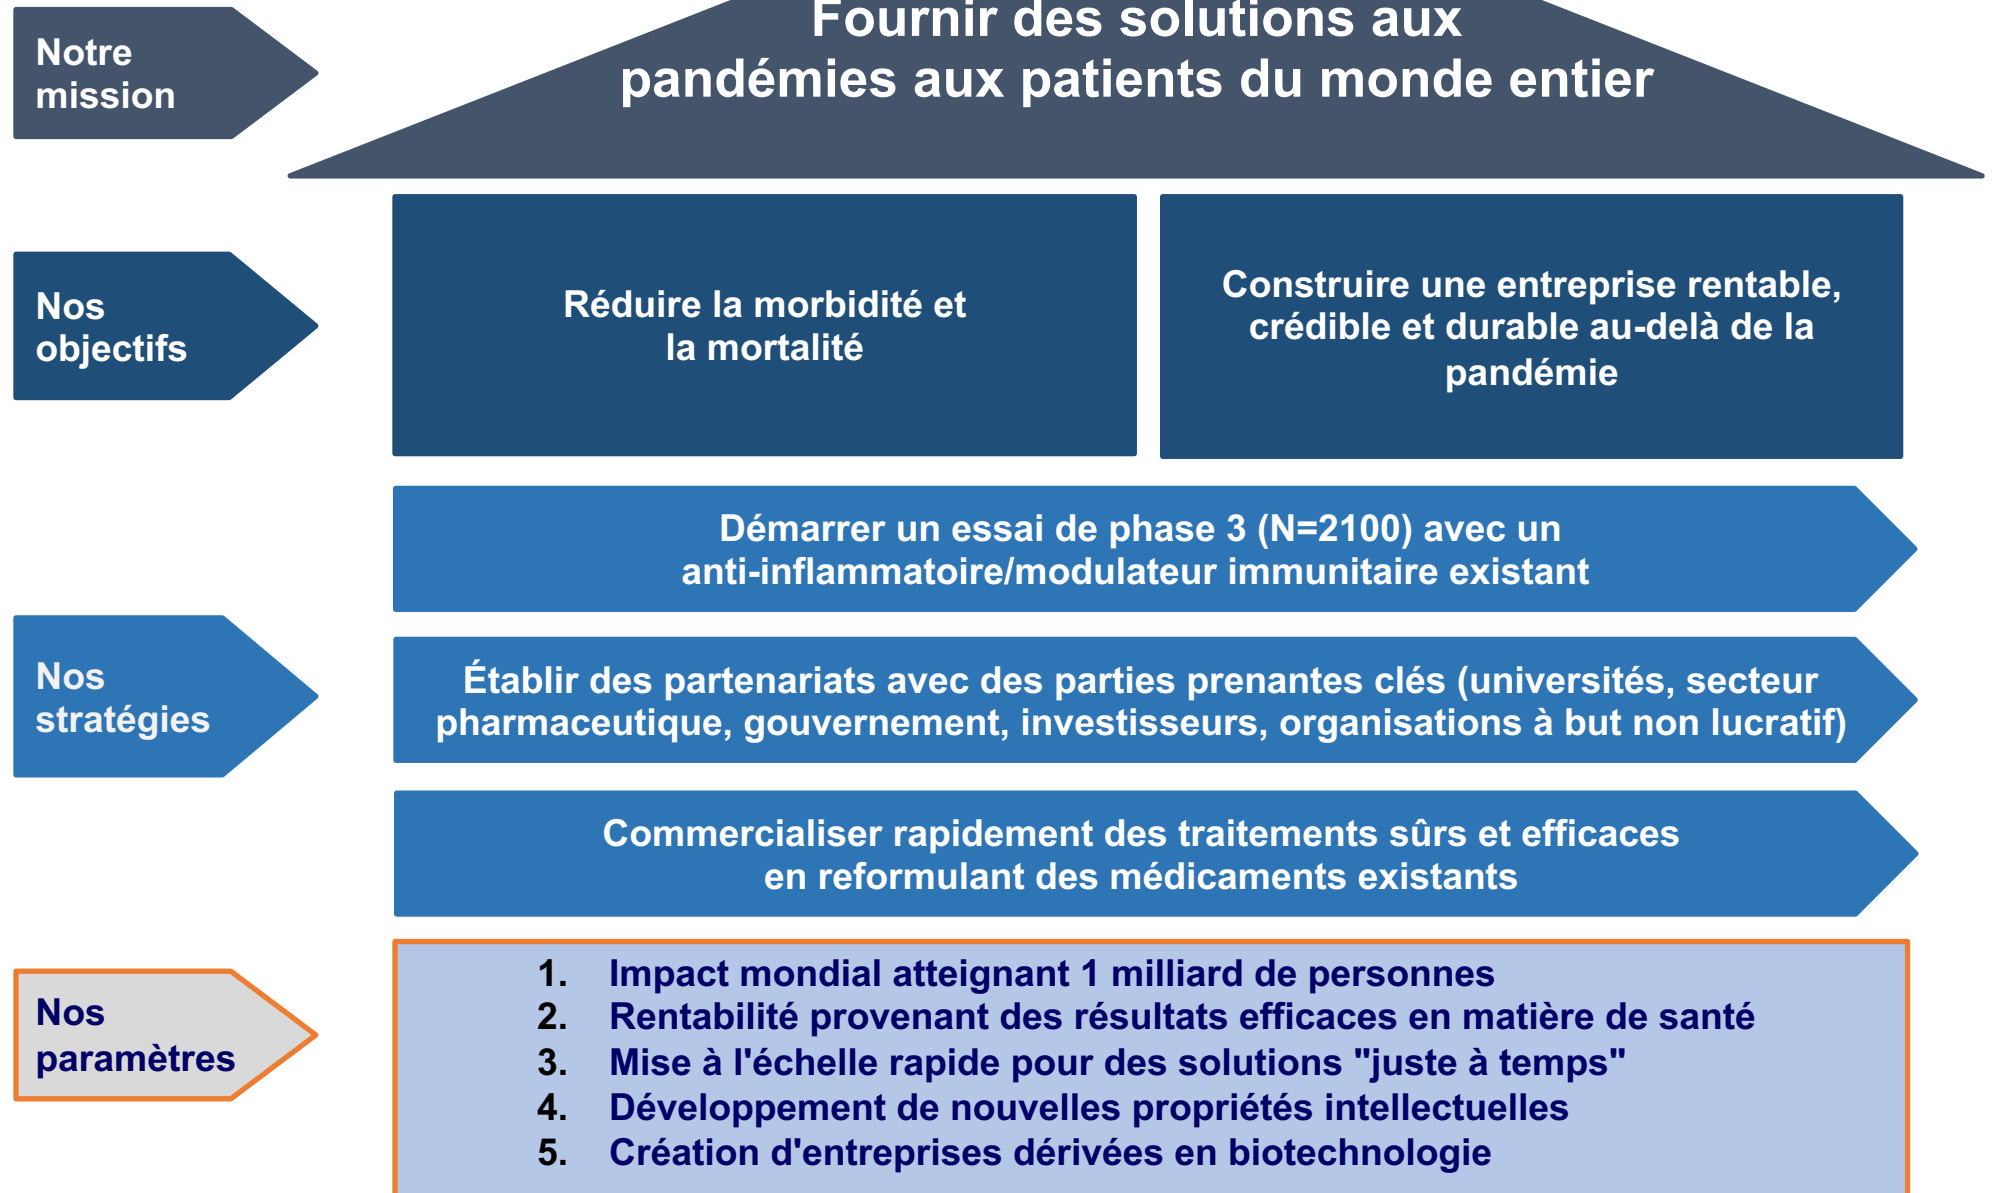 Notre
mission
Fournir des solutions aux
pandémies aux patients du monde entier
Nos
objectifs
Réduire la morbidité et
la mortalité
Construire une entreprise rentable,
crédible et durable au-delà de la
pandémie
Nos
stratégies
Démarrer un essai de phase 3 (N=2100) avec un
anti-inflammatoire/modulateur immunitaire existant
Établir des partenariats avec des parties prenantes clés (universités, secteur
pharmaceutique, gouvernement, investisseurs, organisations à but non lucratif)
Commercialiser rapidement des traitements sûrs et efficaces
en reformulant des médicaments existants
Nos
paramètres
1. Impact mondial atteignant 1 milliard de personnes
2. Rentabilité provenant des résultats efficaces en matière de santé
3. Mise à l'échelle rapide pour des solutions "juste à temps"
4. Développement de nouvelles propriétés intellectuelles
5. Création d'entreprises dérivées en biotechnologie